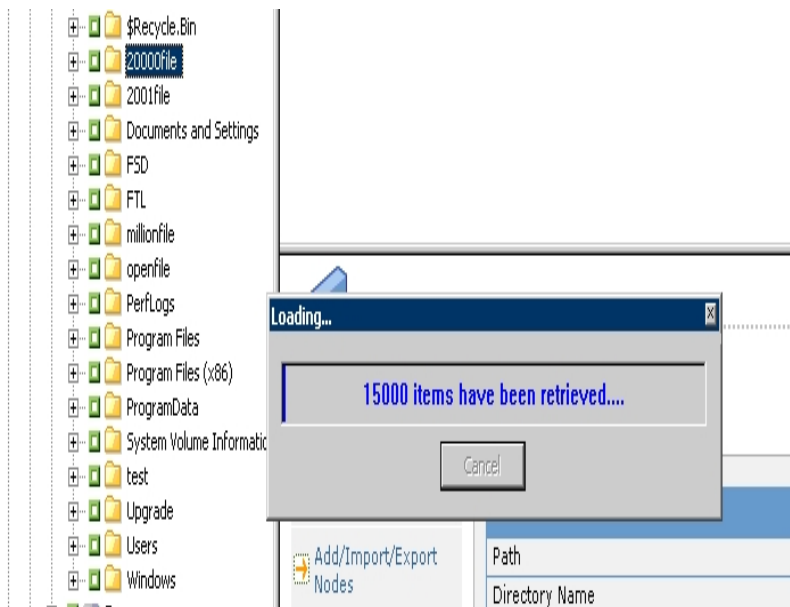 $Recycle.Bin
20000file
2001file
Documents and Settings
FSD
FTL
millionfile
openfile
PerfLogs
Program Files
Program Files (x86)
ProgramData
System Volume Informatio
test
Upgrade
Users
Windows
Loading...
15000 items have been retrieved....
Cancel
Add/Import/Export
Nodes
Path
Directory Name